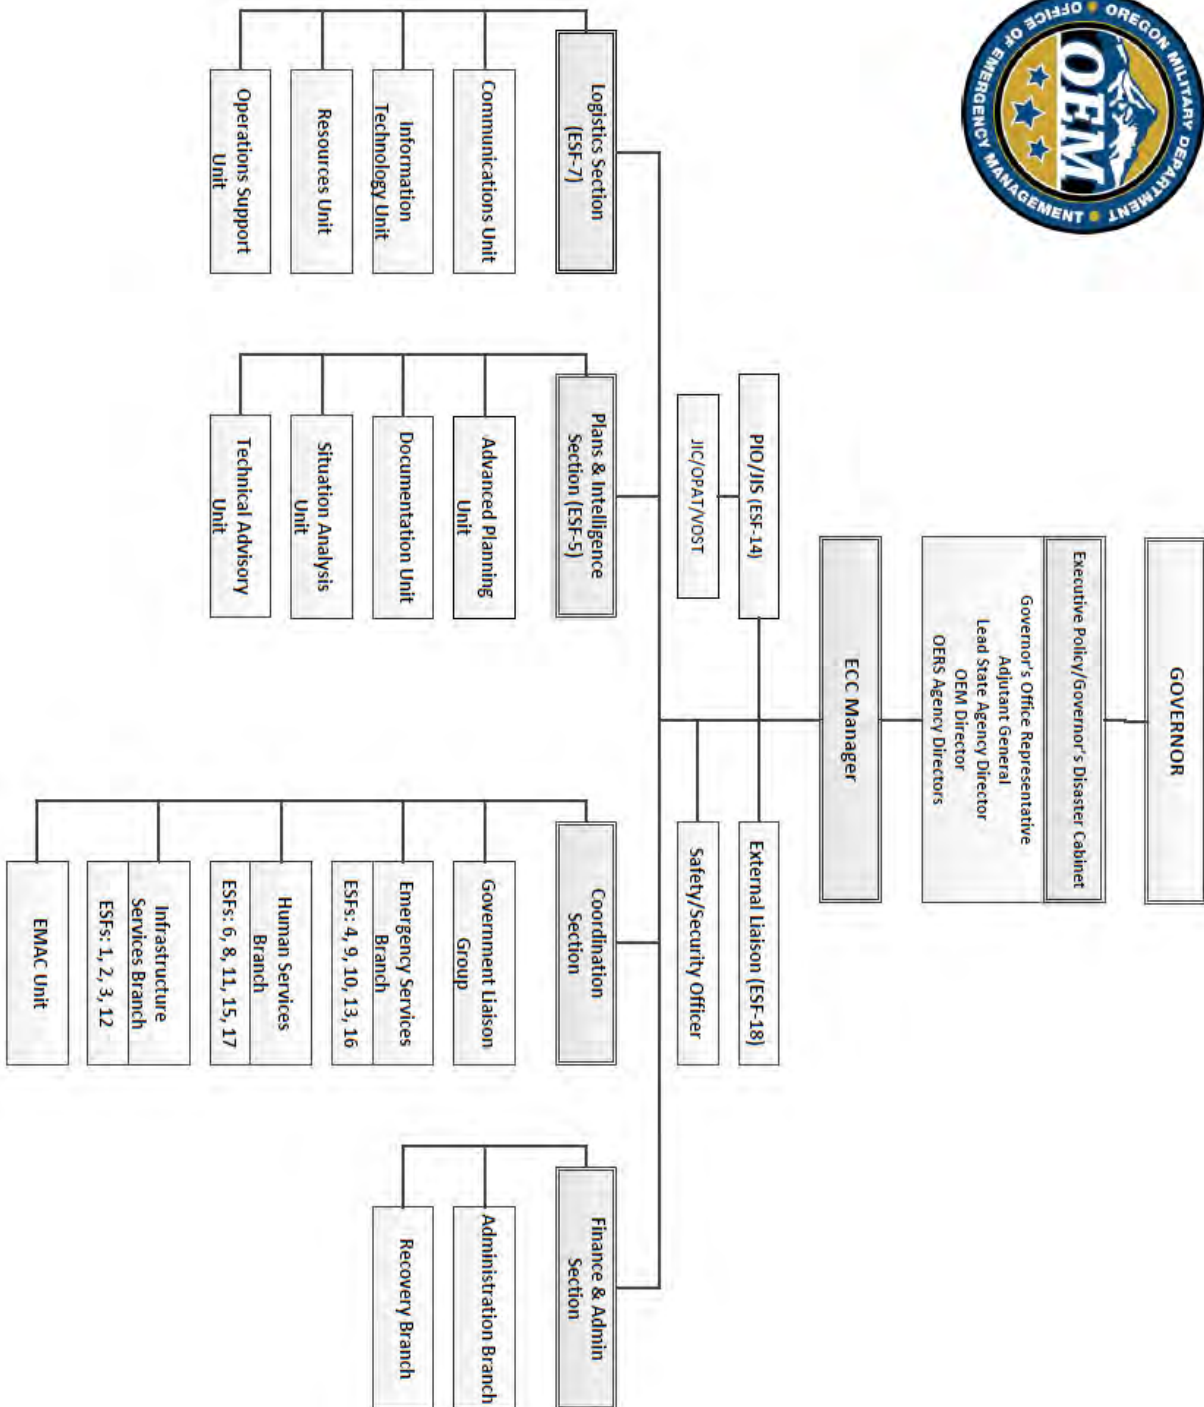 OREGON MILITARY DEPARTMENT
OFFICE OF EMERGENCY MANAGEMENT
OEM
GOVERNOR
Executive Policy/Governor's Disaster Cabinet
Governor's Office Representative
Adjutant General
Lead State Agency Director
OEM Director
OERS Agency Directors
ECC Manager
PIO/JIS (ESF-14)
External Liaison (ESF-18)
JIC/OPAT/VOST
Safety/Security Officer
Logistics Section
(ESF-7)
Communications Unit
Information
Technology Unit
Resources Unit
Operations Support
Unit
Plans & Intelligence
Section (ESF-5)
Advanced Planning
Unit
Documentation Unit
Situation Analysis
Unit
Technical Advisory
Unit
Coordination
Section
Government Liaison
Group
Emergency Services
Branch
ESFs: 4, 9, 10, 13, 16
Human Services
Branch
ESFs: 6, 8, 11, 15, 17
Infrastructure
Services Branch
ESFs: 1, 2, 3, 12
EMAC Unit
Finance & Admin
Section
Administration Branch
Recovery Branch